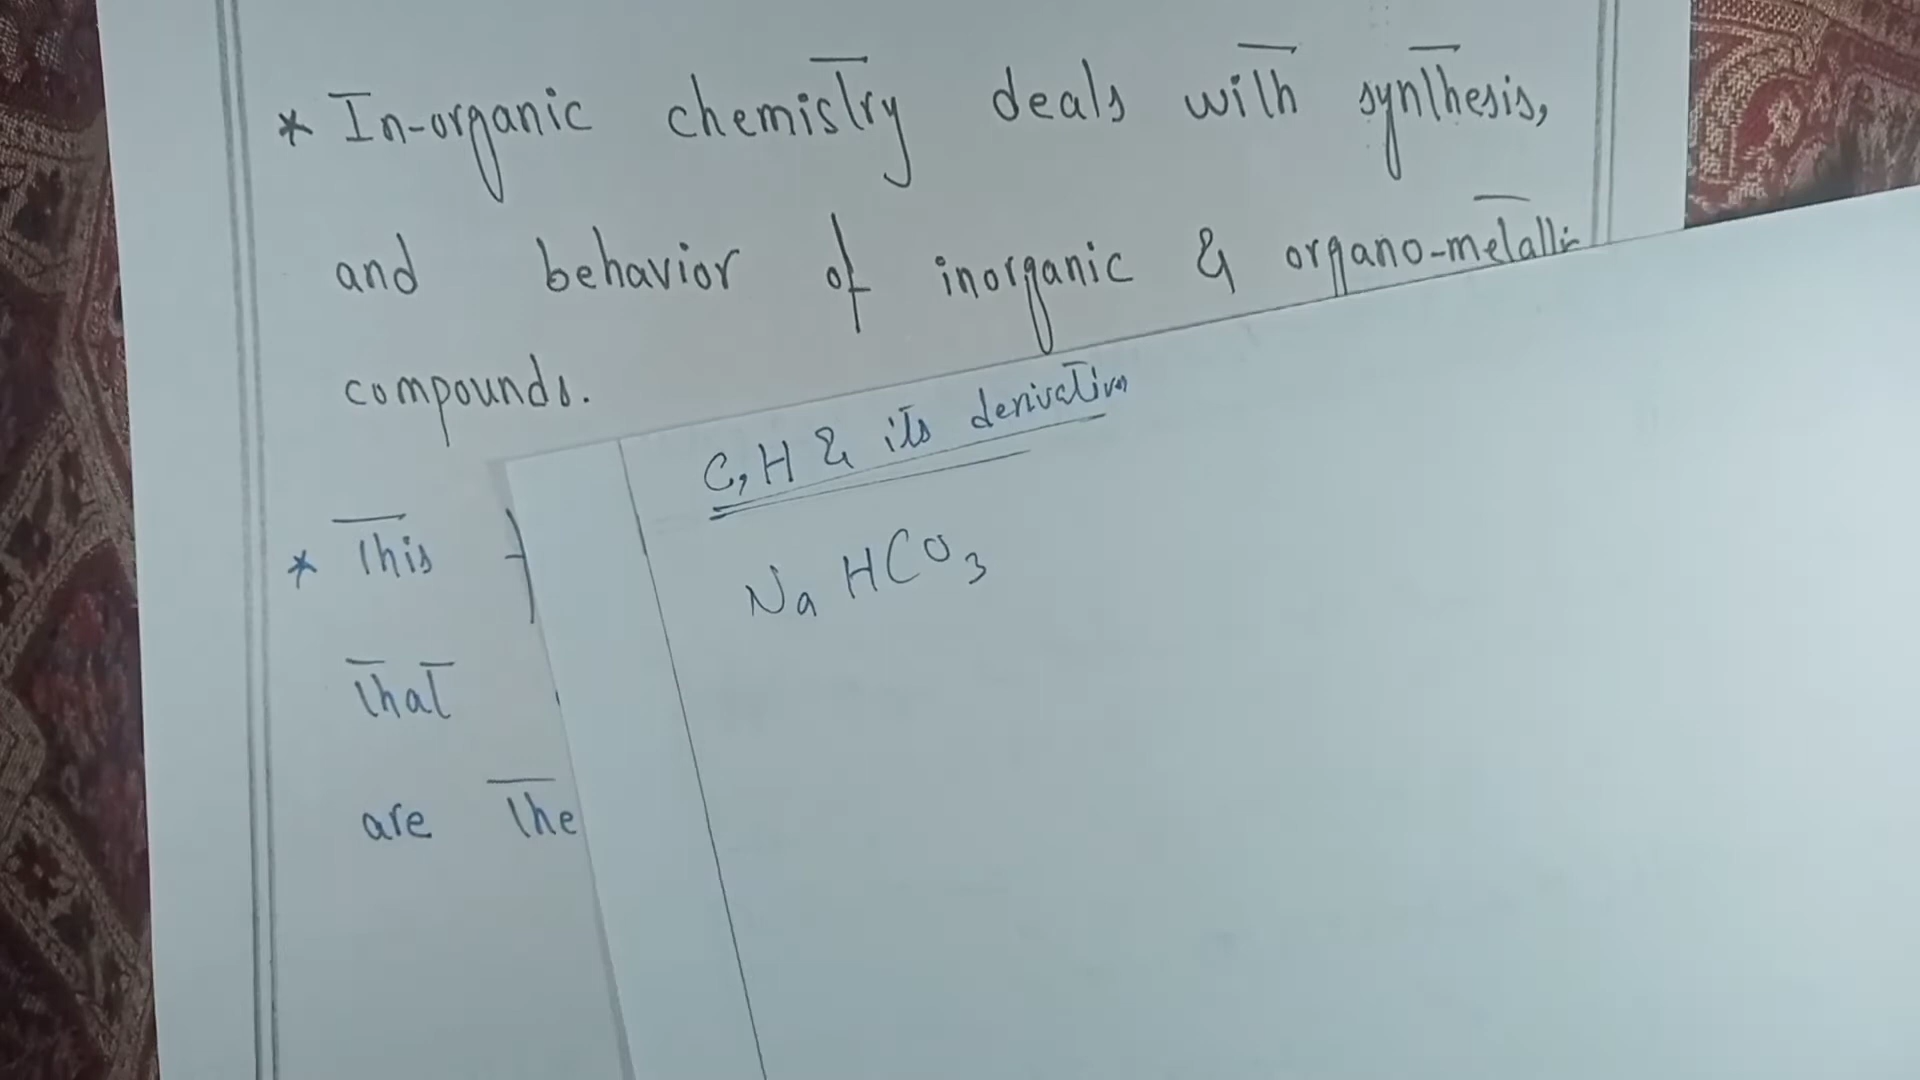 * In-organic chemistry deals with synthesis,
and behavior of inorganic & organo-metallic
compounds.
* This
that
are the
C, H & its derivatives
NaHCO3